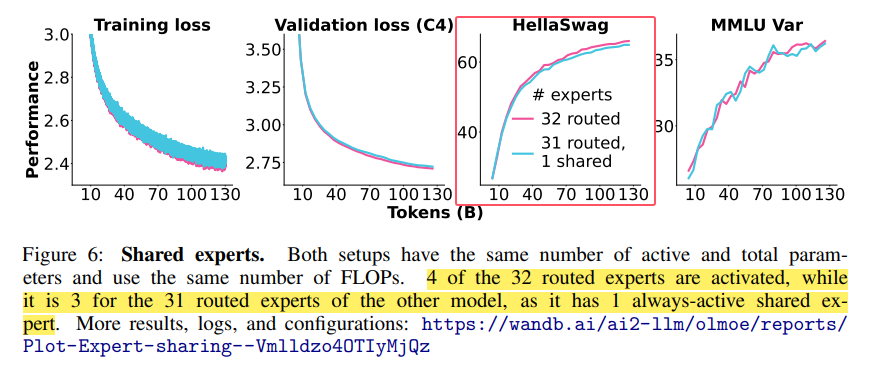 Training loss
Validation loss (C4)
HellaSwag
MMLU Var
Performance
3.0
2.8
2.6
2.4
10 40 70 100 130
3.50
3.25
3.00
2.75
10 40 70 100 130
60
40
# experts
32 routed
31 routed,
1 shared
10 40 70 100 130
35
30
10 40 70 100 130
Tokens (B)
Figure 6: Shared experts. Both setups have the same number of active and total param-
eters and use the same number of FLOPs. 4 of the 32 routed experts are activated, while
it is 3 for the 31 routed experts of the other model, as it has 1 always-active shared ex-
pert. More results, logs, and configurations: https://wandb.ai/ai2-llm/olmoe/reports/
Plot-Expert-sharing--Vmlldzo4OTIyMjQz